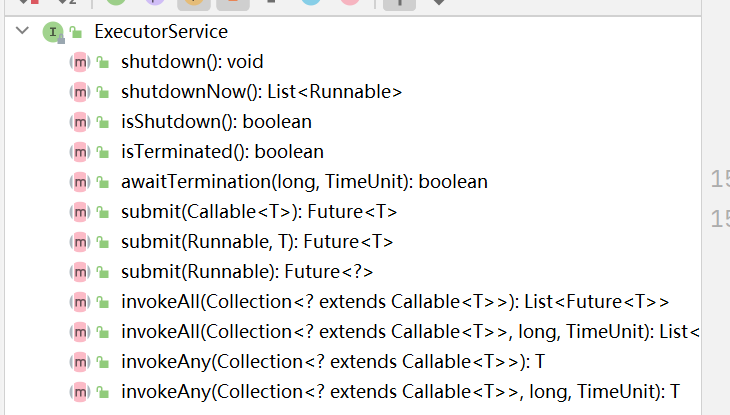 ExecutorService
shutdown(): void
shutdownNow(): List<Runnable>
isShutdown(): boolean
isTerminated(): boolean
awaitTermination(long, TimeUnit): boolean
submit(Callable<T>): Future<T>
submit(Runnable, T): Future<T>
submit(Runnable): Future<?>
invokeAll(Collection<? extends Callable<T>>): List<Future<T>>
invokeAll(Collection<? extends Callable<T>>, long, TimeUnit): List<
invokeAny(Collection<? extends Callable<T>>): T
invokeAny(Collection<? extends Callable<T>>, long, TimeUnit): T